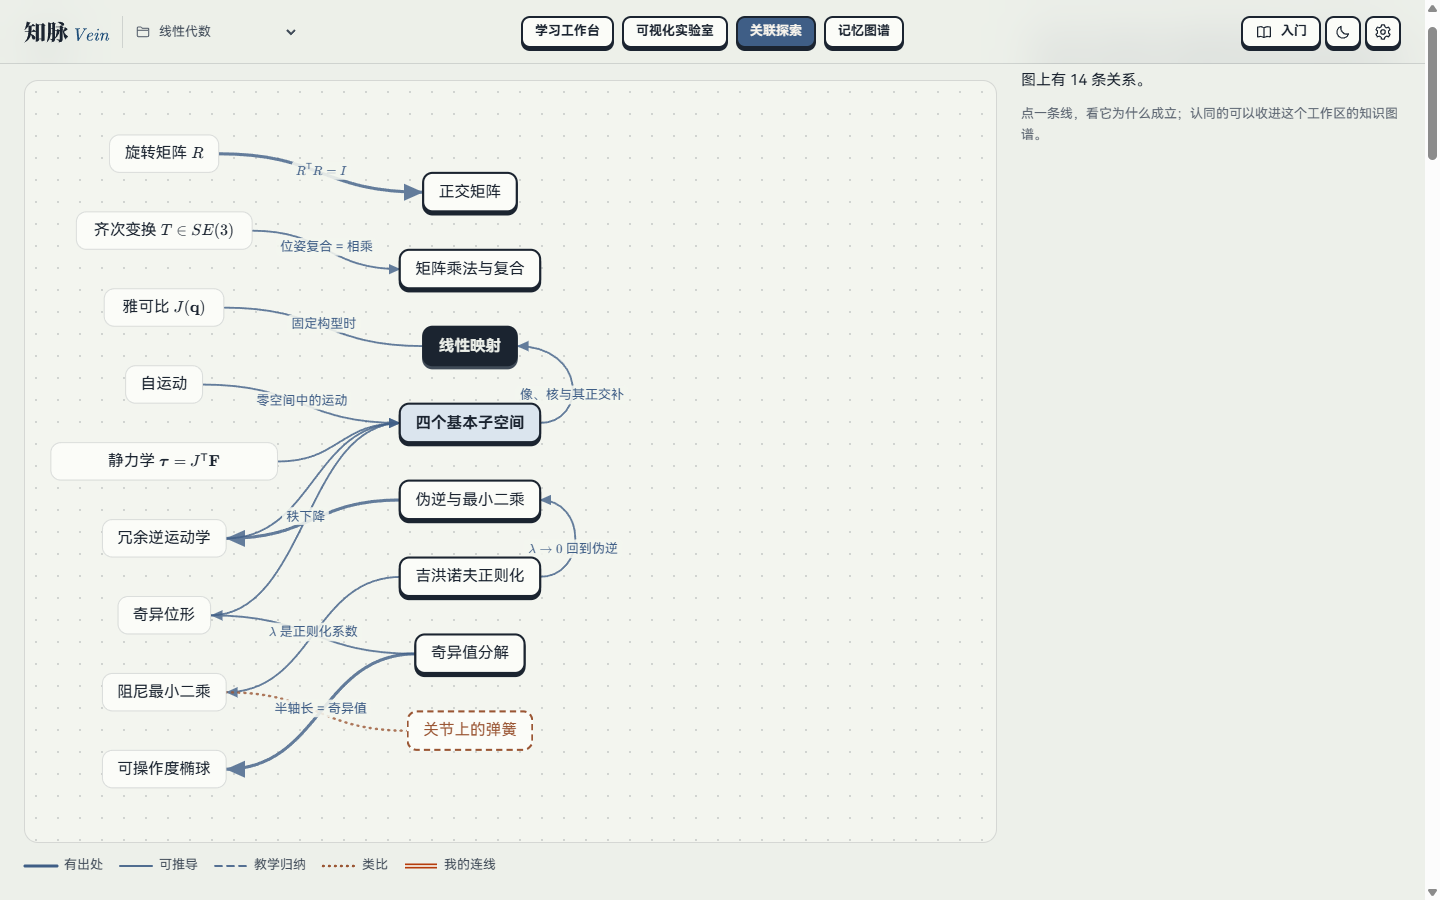 知脉 Vein
线性代数
学习工作台
可视化实验室
关联探索
记忆图谱
入门
图上有 14 条关系。
点一条线，看它为什么成立；认同的可以收进这个工作区的知识图
谱。
旋转矩阵 R
RᵀR = I
正交矩阵
齐次变换 T ∈ SE(3)
位姿复合 = 相乘
矩阵乘法与复合
雅可比 J(q)
固定构型时
线性映射
自运动
零空间中的运动
像、核与其正交补
四个基本子空间
静力学 τ = JᵀF
伪逆与最小二乘
秩下降
冗余逆运动学
λ → 0 回到伪逆
吉洪诺夫正则化
奇异位形
λ 是正则化系数
奇异值分解
阻尼最小二乘
半轴长 = 奇异值
关节上的弹簧
可操作度椭球
有出处
可推导
教学归纳
类比
我的连线